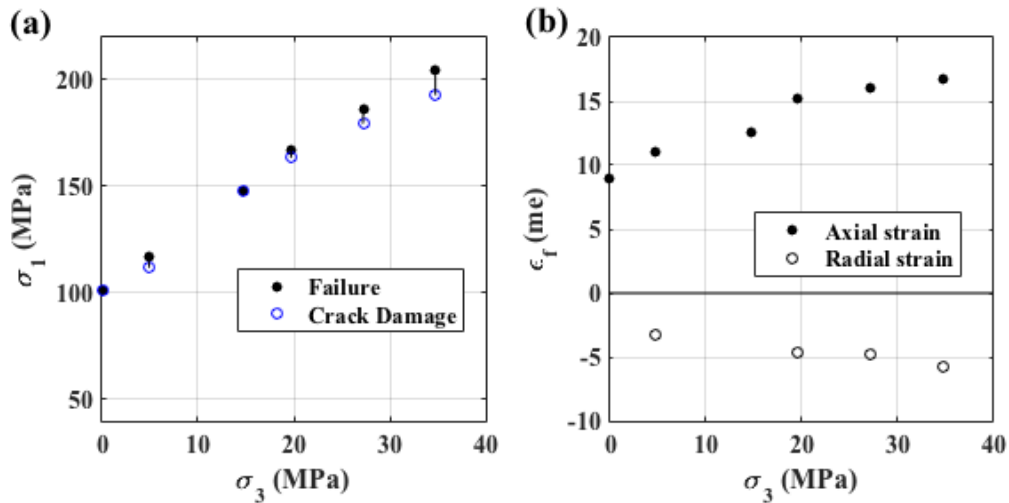 (a)
200
150
100
50
0 10 20 30 40
σ1 (MPa)
σ3 (MPa)
Failure
Crack Damage
(b)
20
15
10
5
0
-5
-10
0 10 20 30 40
ϵf (me)
σ3 (MPa)
Axial strain
Radial strain